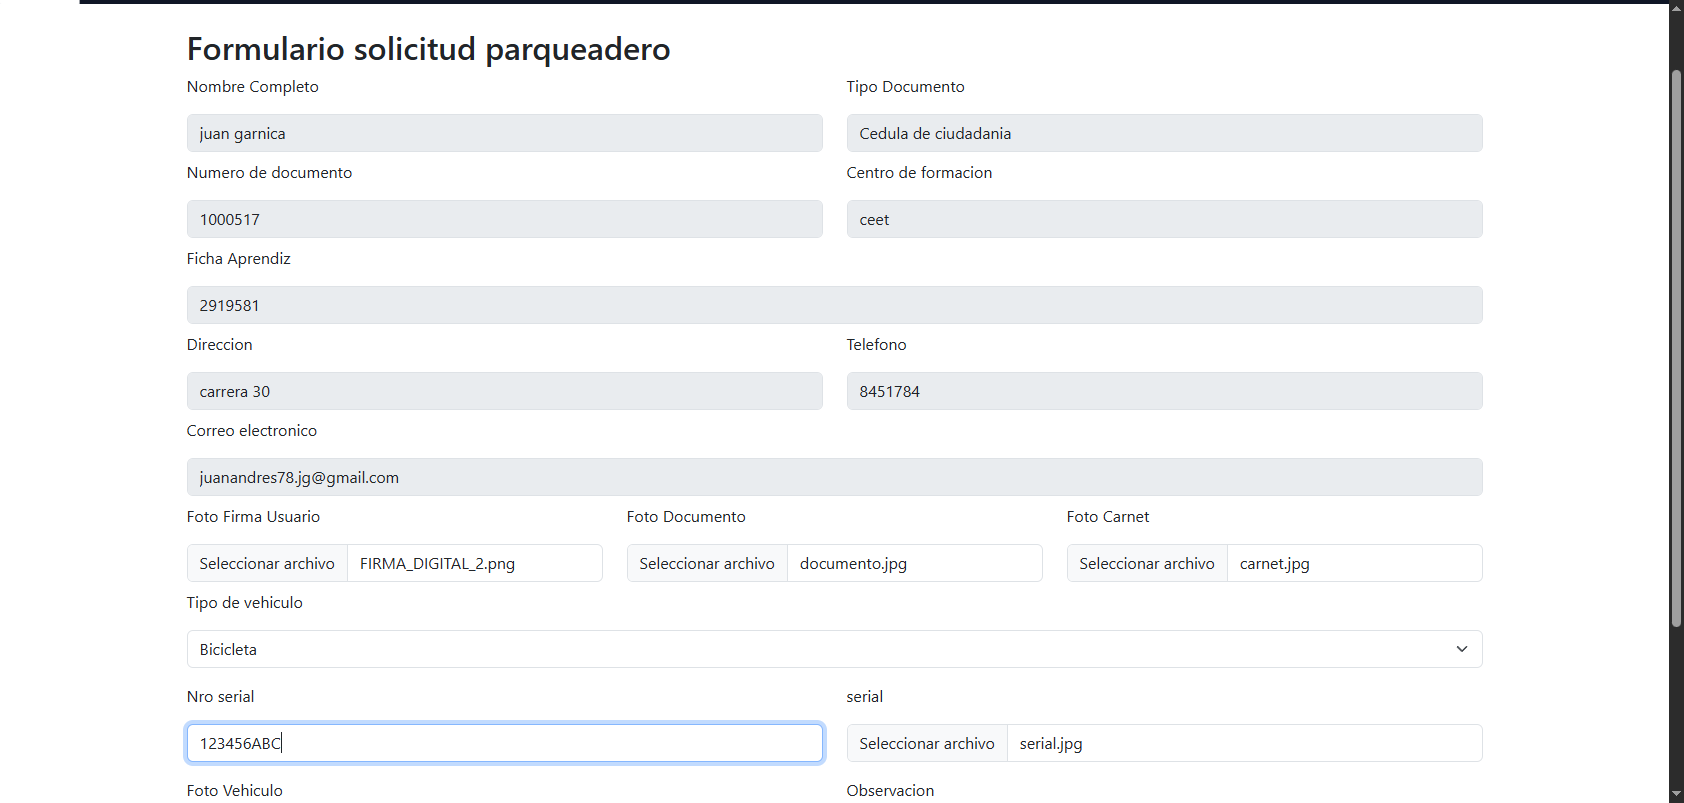 Formulario solicitud parqueadero
Nombre Completo
Tipo Documento
juan garnica
Cedula de ciudadania
Numero de documento
Centro de formacion
1000517
ceet
Ficha Aprendiz
2919581
Direccion
Telefono
carrera 30
8451784
Correo electronico
juanandres78.jg@gmail.com
Foto Firma Usuario
Foto Documento
Foto Carnet
Seleccionar archivo FIRMA_DIGITAL_2.png
Seleccionar archivo documento.jpg
Seleccionar archivo carnet.jpg
Tipo de vehiculo
Bicicleta
Nro serial
serial
123456ABC
Seleccionar archivo serial.jpg
Foto Vehiculo
Observacion